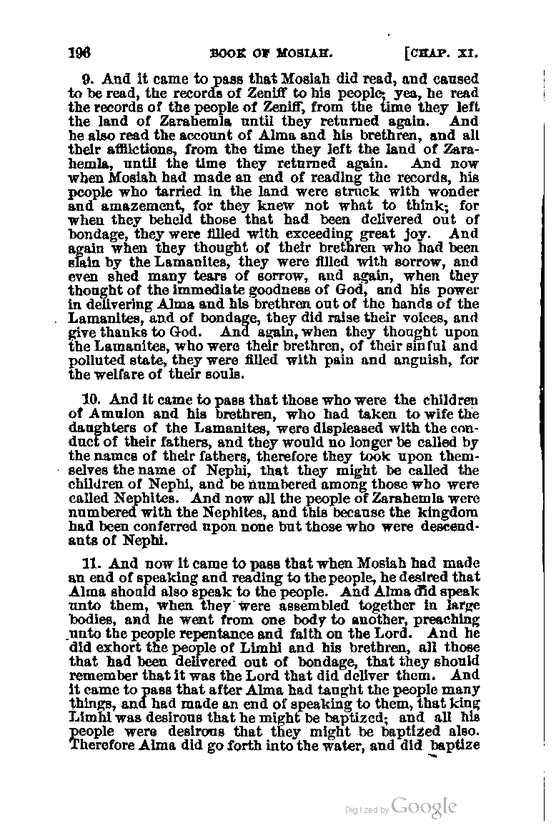 196 BOOK OF MOSIAH. [CHAP. XI.
9. And it came to pass that Mosiah did read, and caused
to be read, the records of Zeniff to his people; yea, he read
the records of the people of Zeniff, from the time they left
the land of Zarahemla until they returned again. And
he also read the account of Alma and his brethren, and all
their afflictions, from the time they left the land of Zara-
hemla, until the time they returned again. And now
when Mosiah had made an end of reading the records, his
people who tarried in the land were struck with wonder
and amazement, for they knew not what to think; for
when they beheld those that had been delivered out of
bondage, they were filled with exceeding great joy. And
again when they thought of their brethren who had been
slain by the Lamanites, they were filled with sorrow, and
even shed many tears of sorrow, and again, when they
thought of the immediate goodness of God, and his power
in delivering Alma and his brethren out of the hands of the
Lamanites, and of bondage, they did raise their voices, and
give thanks to God. And again, when they thought upon
the Lamanites, who were their brethren, of their sinful and
polluted state, they were filled with pain and anguish, for
the welfare of their souls.
10. And it came to pass that those who were the children
of Amulon and his brethren, who had taken to wife the
daughters of the Lamanites, were displeased with the con-
duct of their fathers, and they would no longer be called by
the names of their fathers, therefore they took upon them-
selves the name of Nephi, that they might be called the
children of Nephi, and be numbered among those who were
called Nephites. And now all the people of Zarahemla were
numbered with the Nephites, and this because the kingdom
had been conferred upon none but those who were descend-
ants of Nephi.
11. And now it came to pass that when Mosiah had made
an end of speaking and reading to the people, he desired that
Alma should also speak to the people. And Alma did speak
unto them, when they were assembled together in large
bodies, and he went from one body to another, preaching
unto the people repentance and faith on the Lord. And he
did exhort the people of Limhi and his brethren, all those
that had been delivered out of bondage, that they should
remember that it was the Lord that did deliver them. And
it came to pass that after Alma had taught the people many
things, and had made an end of speaking to them, that king
Limhi was desirous that he might be baptized; and all his
people were desirous that they might be baptized also.
Therefore Alma did go forth into the water, and did baptize
Digitized by Google